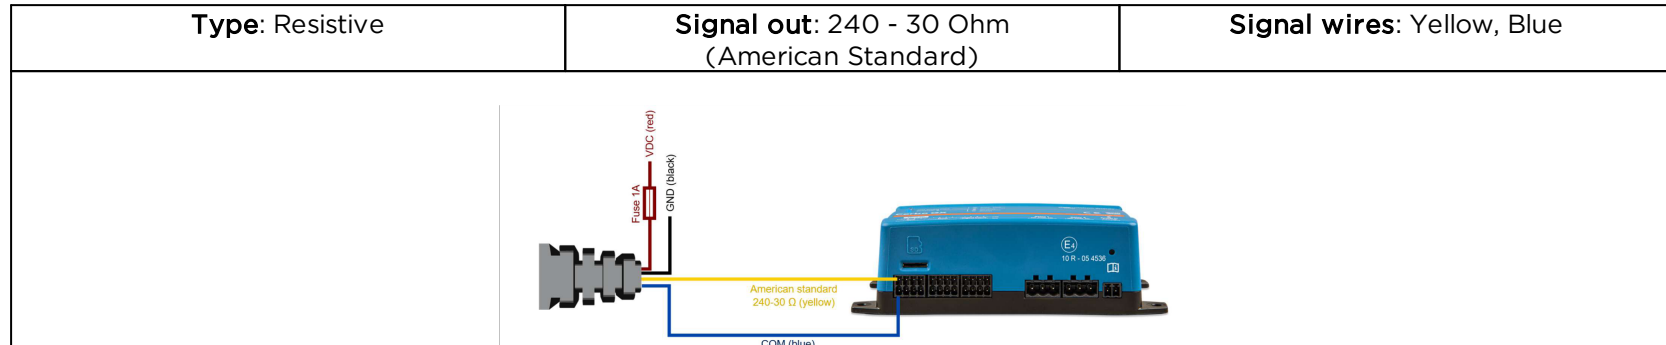 Type: Resistive
Signal out: 240 - 30 Ohm
(American Standard)
Signal wires: Yellow, Blue
VDC (red)
Fuse 1A
GND (black)
E4
10 R - 05 4536
American standard
240-30 Ω (yellow)
COM (blue)